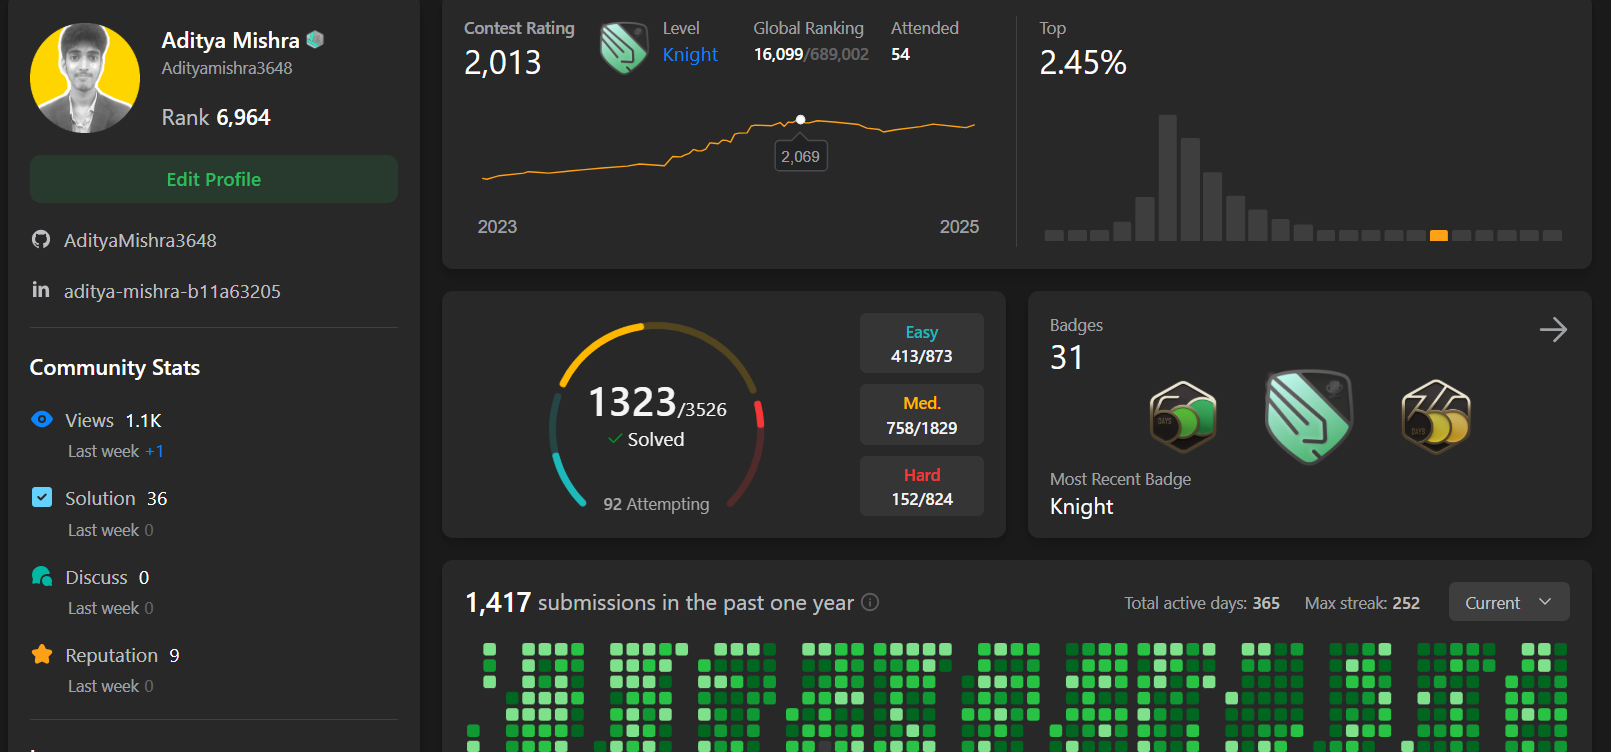 Aditya Mishra
Adityamishra3648
Rank 6,964
Edit Profile
AdityaMishra3648
in aditya-mishra-b11a63205
Community Stats
Views 1.1K
Last week +1
Solution 36
Last week 0
Discuss 0
Last week 0
Reputation 9
Last week 0
Contest Rating
2,013
Level
Knight
Global Ranking
16,099/689,002
Attended
54
2,069
2023
2025
Top
2.45%
1323/3526
Solved
92 Attempting
Easy
413/873
Med.
758/1829
Hard
152/824
Badges
31
DAYS
DAYS
Most Recent Badge
Knight
1,417 submissions in the past one year
Total active days: 365
Max streak: 252
Current